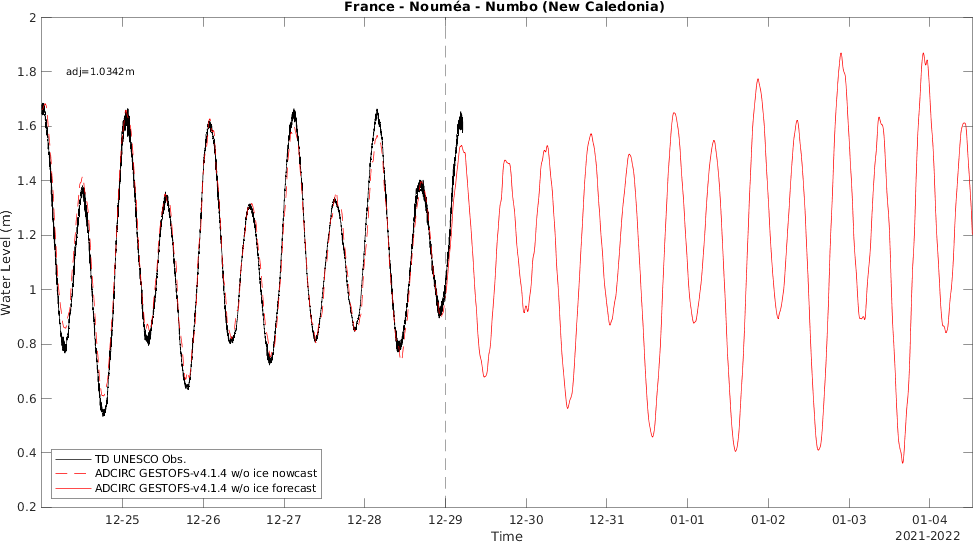 France - Nouméa - Numbo (New Caledonia)
2
1.8
1.6
1.4
1.2
1
0.8
0.6
0.4
0.2
Water Level (m)
adj=1.0342m
TD UNESCO Obs.
ADCIRC GESTOFS-v4.1.4 w/o ice nowcast
ADCIRC GESTOFS-v4.1.4 w/o ice forecast
12-25 12-26 12-27 12-28 12-29 12-30 12-31 01-01 01-02 01-03 01-04
Time
2021-2022